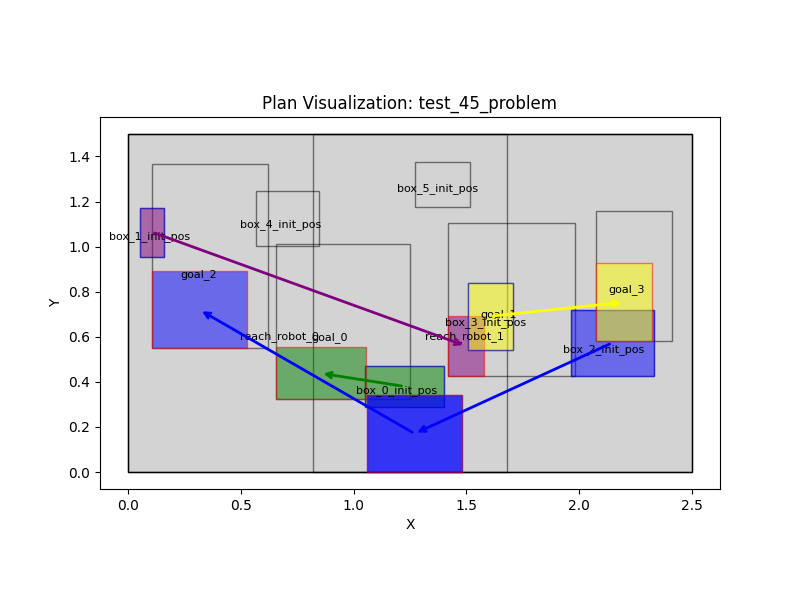 Plan Visualization: test_45_problem
1.4
1.2
1.0
0.8
0.6
0.4
0.2
0.0
Y
box_5_init_pos
box_4_init_pos
box_1_init_pos
goal_2
goal_3
box_3_init_pos
reach_robot_0
goal_0
reach_robot_1
box_2_init_pos
box_0_init_pos
0.0 0.5 1.0 1.5 2.0 2.5
X